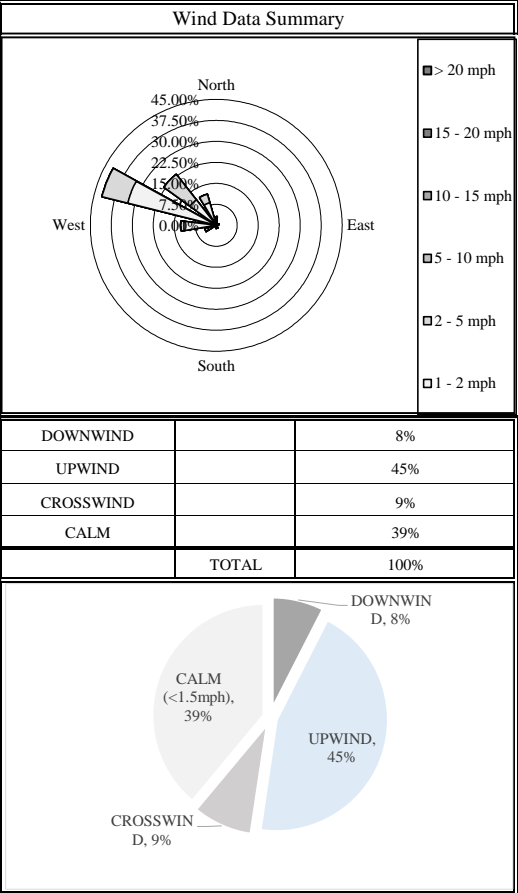 Wind Data Summary
North
45.00%
37.50%
30.00%
22.50%
15.00%
7.50%
0.00%
West
East
South
> 20 mph
15 - 20 mph
10 - 15 mph
5 - 10 mph
2 - 5 mph
1 - 2 mph
DOWNWIND 8%
UPWIND 45%
CROSSWIND 9%
CALM 39%
TOTAL 100%
DOWNWIN
D, 8%
CALM
(<1.5mph),
39%
UPWIND,
45%
CROSSWIN
D, 9%